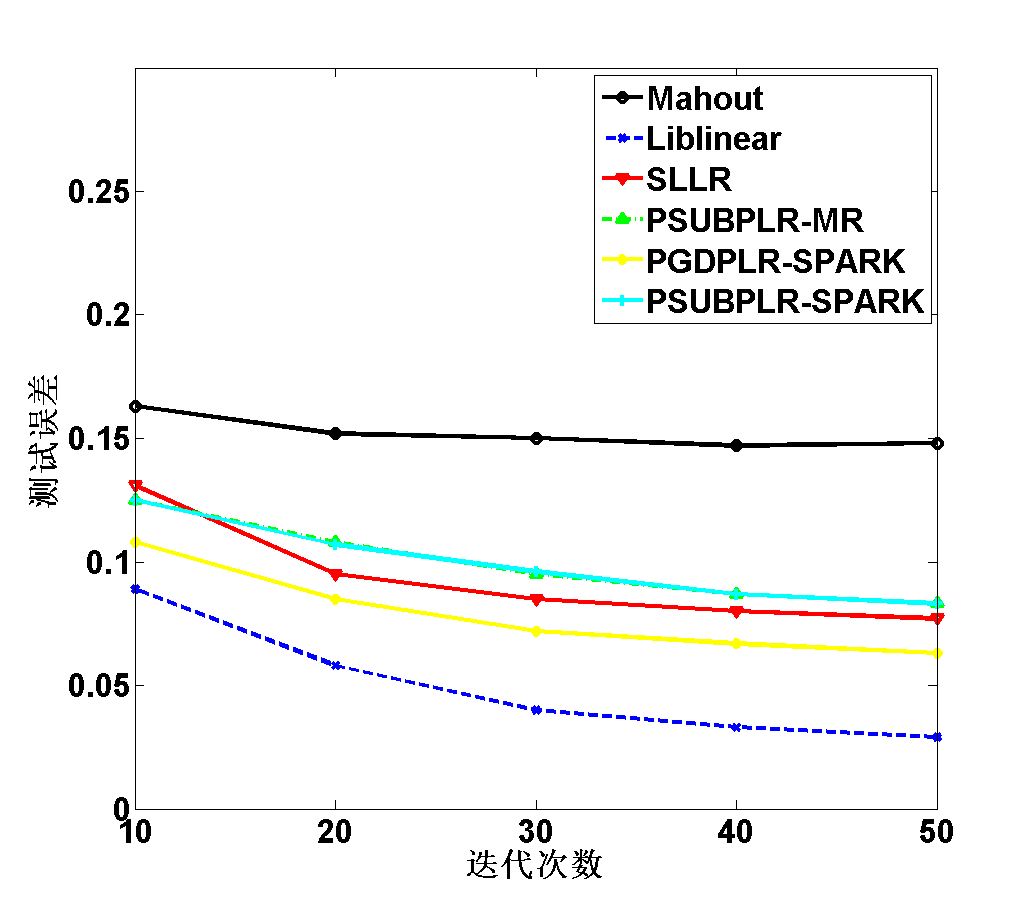 Mahout
Liblinear
SLLR
PSUBPLR-MR
PGDPLR-SPARK
PSUBPLR-SPARK
0.25
0.2
0.15
0.1
0.05
0
测试误差
10 20 30 40 50
迭代次数